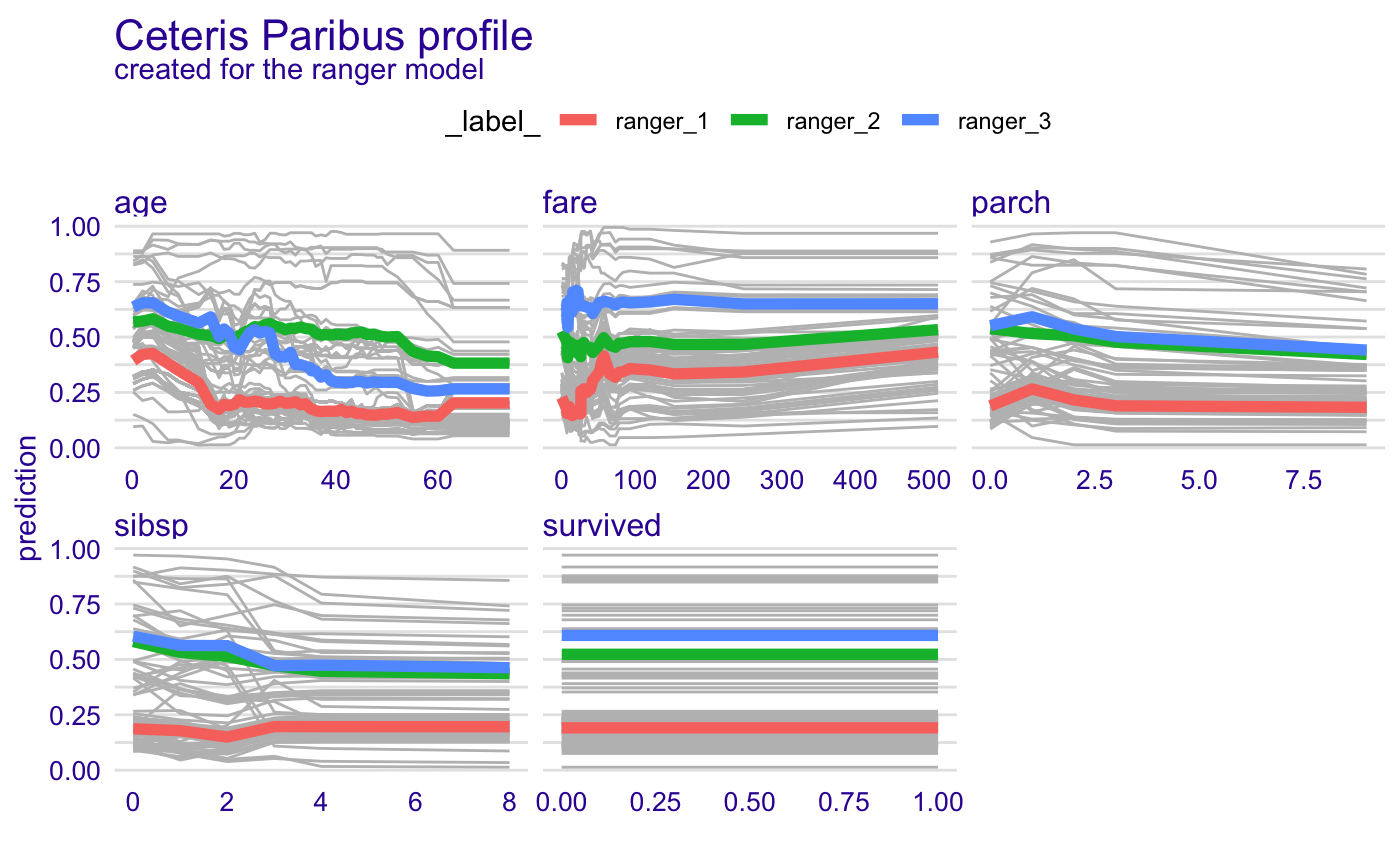 Ceteris Paribus profile
created for the ranger model
_label_ ranger_1 ranger_2 ranger_3
age fare parch
1.00
0.75
0.50
0.25
0.00
0 20 40 60 0 100 200 300 400 500 0.0 2.5 5.0 7.5
prediction
sibsp survived
1.00
0.75
0.50
0.25
0.00
0 2 4 6 8 0.00 0.25 0.50 0.75 1.00